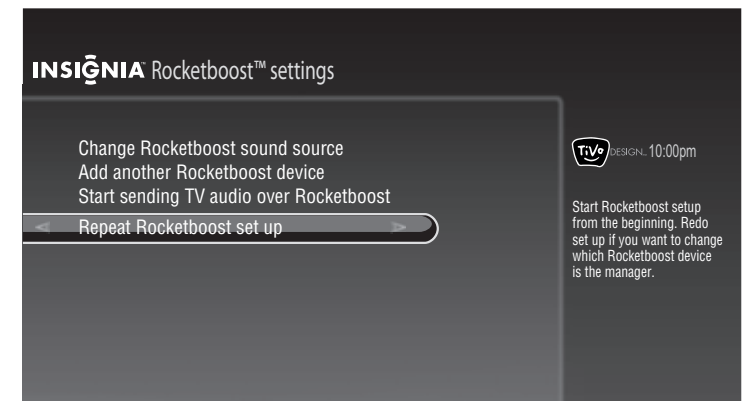 INSIGNIA™ Rocketboost™ settings
Change Rocketboost sound source
Add another Rocketboost device
Start sending TV audio over Rocketboost
Repeat Rocketboost set up
TiVo DESIGN... 10:00pm
Start Rocketboost setup
from the beginning. Redo
set up if you want to change
which Rocketboost device
is the manager.